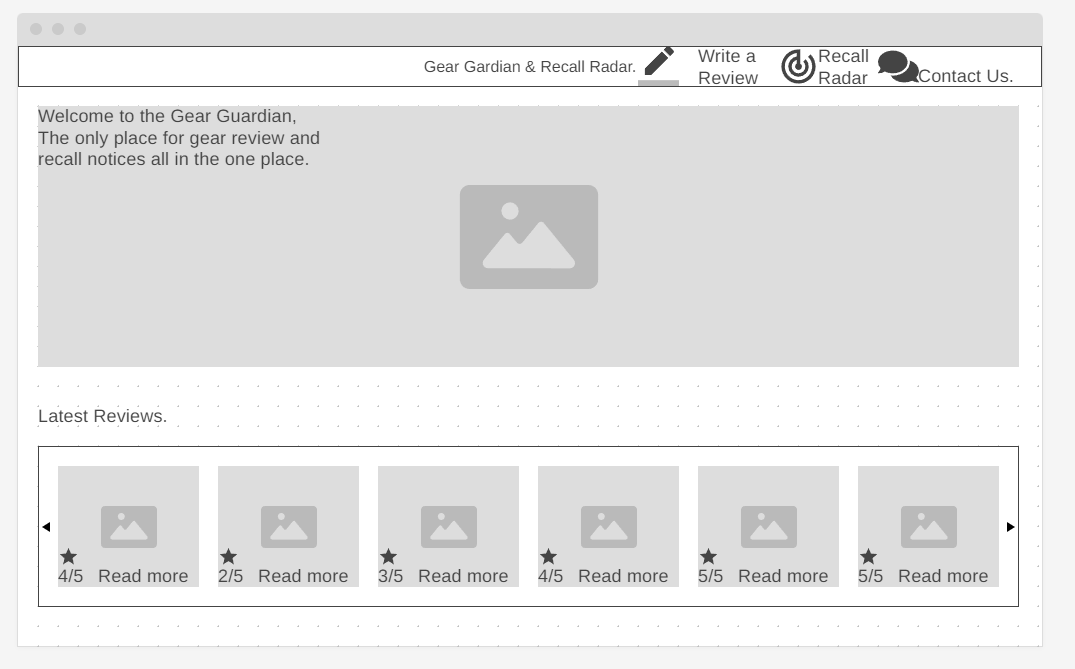 Gear Gardian & Recall Radar.
Write a
Review
Recall
Radar
Contact Us.
Welcome to the Gear Guardian,
The only place for gear review and
recall notices all in the one place.
Latest Reviews.
4/5 Read more
2/5 Read more
3/5 Read more
4/5 Read more
5/5 Read more
5/5 Read more